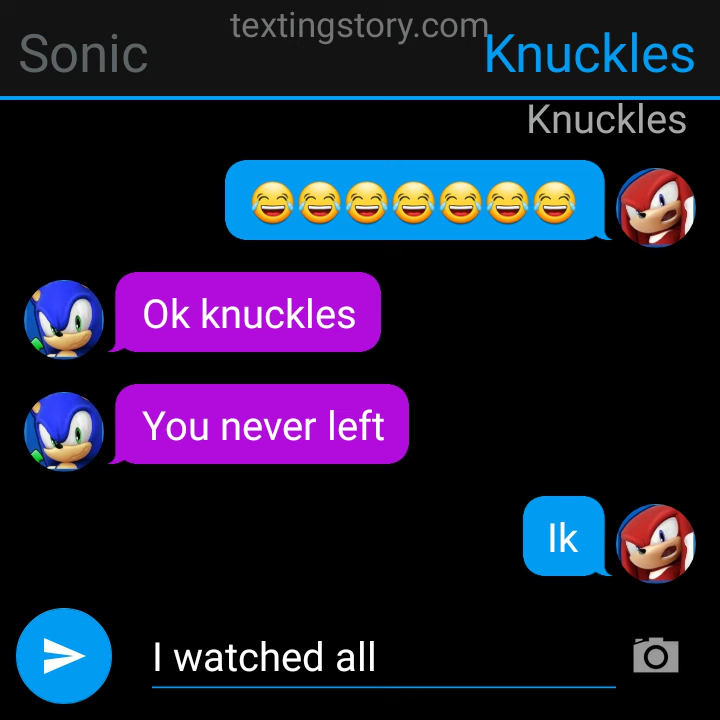 textingstory.com
Sonic
Knuckles
Knuckles
😂😂😂😂😂😂😂
Ok knuckles
You never left
Ik
I watched all